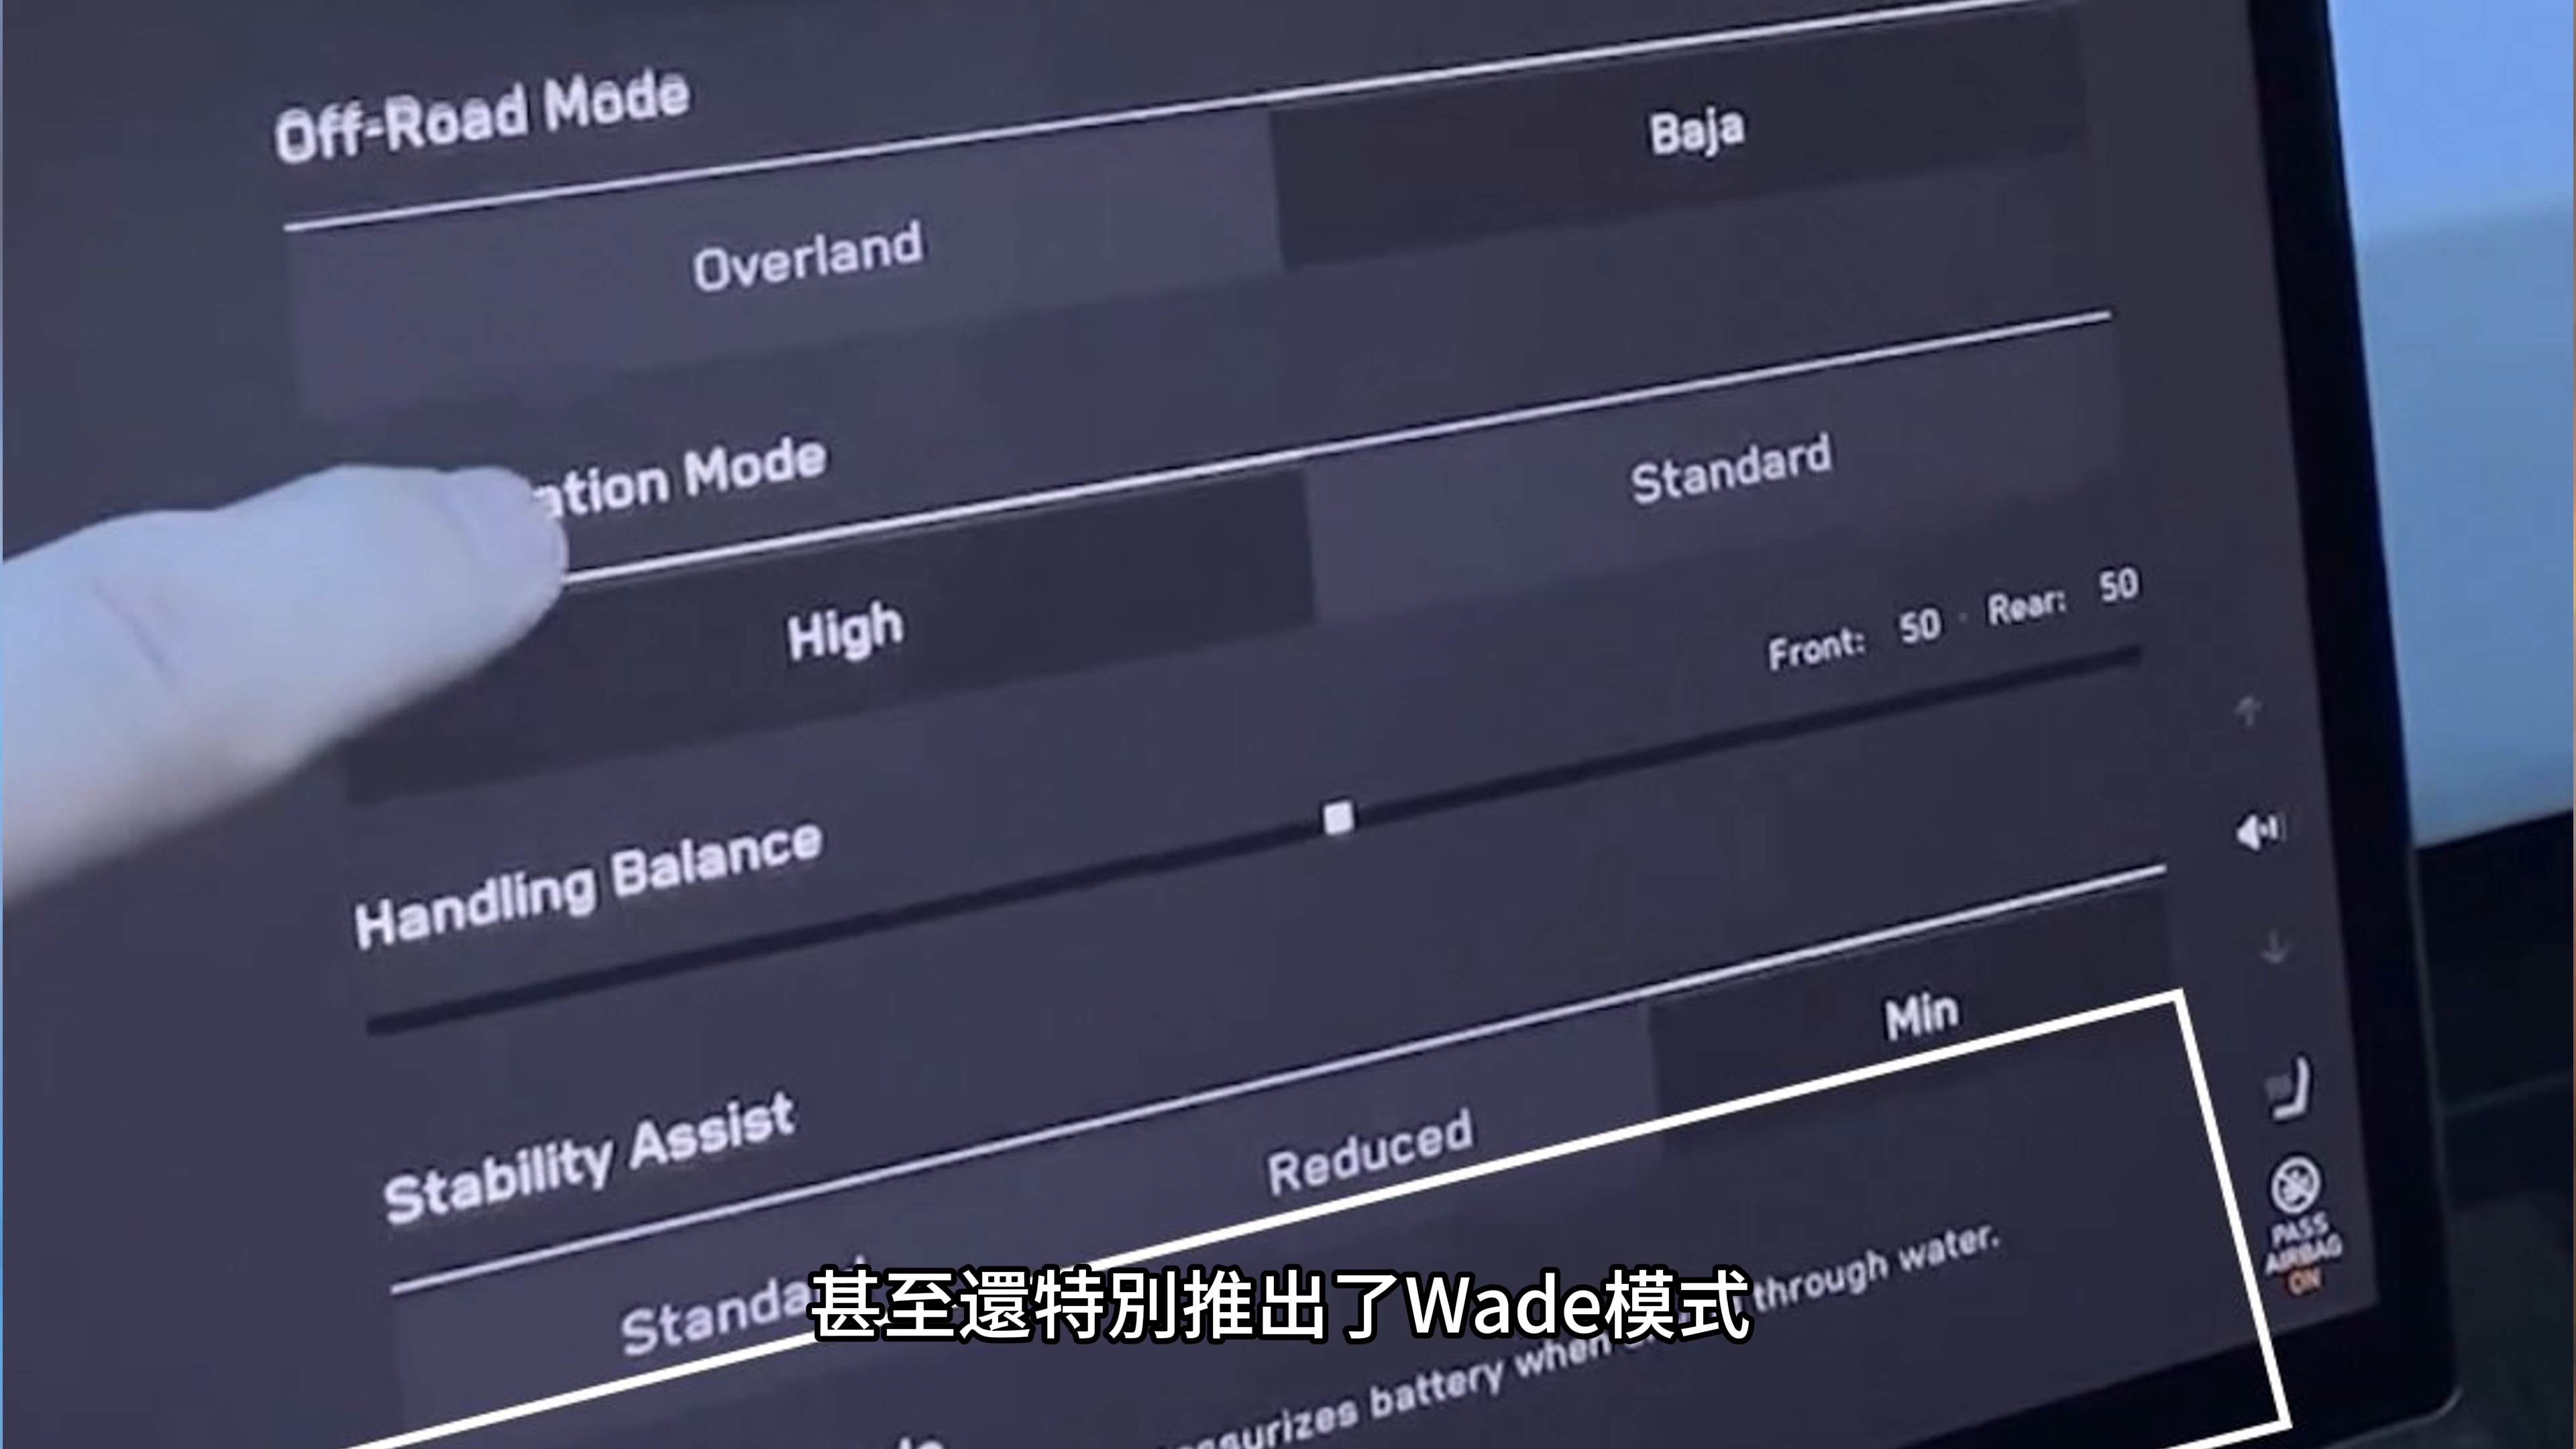 Off-Road Mode
Overland
Baja
ation Mode
High
Standard
Front: 50 · Rear: 50
Handling Balance
Stability Assist
Reduced
Min
through water.
甚至還特別推出了Wade模式
battery when
PASS
AIRBAG
ON